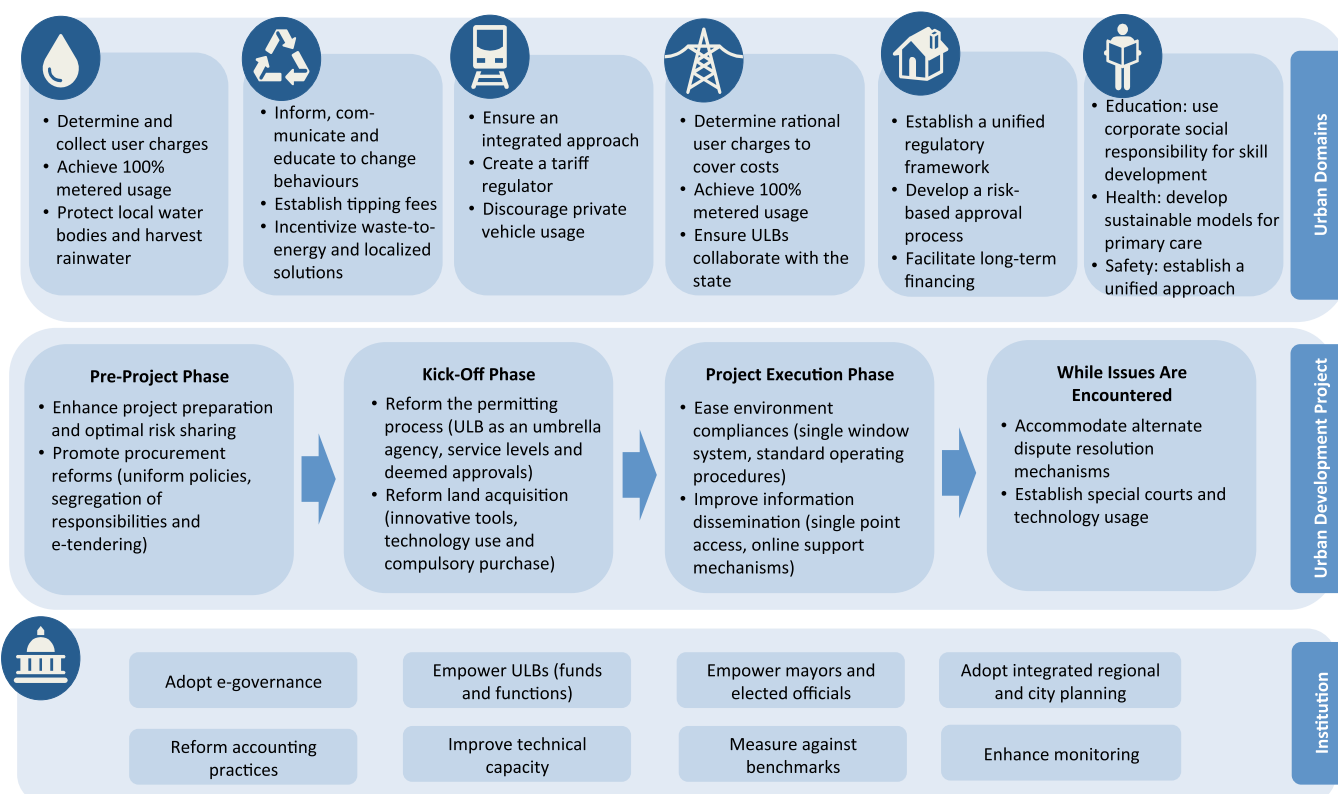 • Determine and
collect user charges
• Achieve 100%
metered usage
• Protect local water
bodies and harvest
rainwater
• Inform, com-
municate and
educate to change
behaviours
• Establish tipping fees
• Incentivize waste-to-
energy and localized
solutions
• Ensure an
integrated approach
• Create a tariff
regulator
• Discourage private
vehicle usage
• Determine rational
user charges to
cover costs
• Achieve 100%
metered usage
• Ensure ULBs
collaborate with the
state
• Establish a unified
regulatory
framework
• Develop a risk-
based approval
process
• Facilitate long-term
financing
• Education: use
corporate social
responsibility for skill
development
• Health: develop
sustainable models for
primary care
• Safety: establish a
unified approach
Urban Domains
Pre-Project Phase
• Enhance project preparation
and optimal risk sharing
• Promote procurement
reforms (uniform policies,
segregation of
responsibilities and
e-tendering)
Kick-Off Phase
• Reform the permitting
process (ULB as an umbrella
agency, service levels and
deemed approvals)
• Reform land acquisition
(innovative tools,
technology use and
compulsory purchase)
Project Execution Phase
• Ease environment
compliances (single window
system, standard operating
procedures)
• Improve information
dissemination (single point
access, online support
mechanisms)
While Issues Are
Encountered
• Accommodate alternate
dispute resolution
mechanisms
• Establish special courts and
technology usage
Urban Development Project
Adopt e-governance
Empower ULBs (funds
and functions)
Empower mayors and
elected officials
Adopt integrated regional
and city planning
Reform accounting
practices
Improve technical
capacity
Measure against
benchmarks
Enhance monitoring
Institution